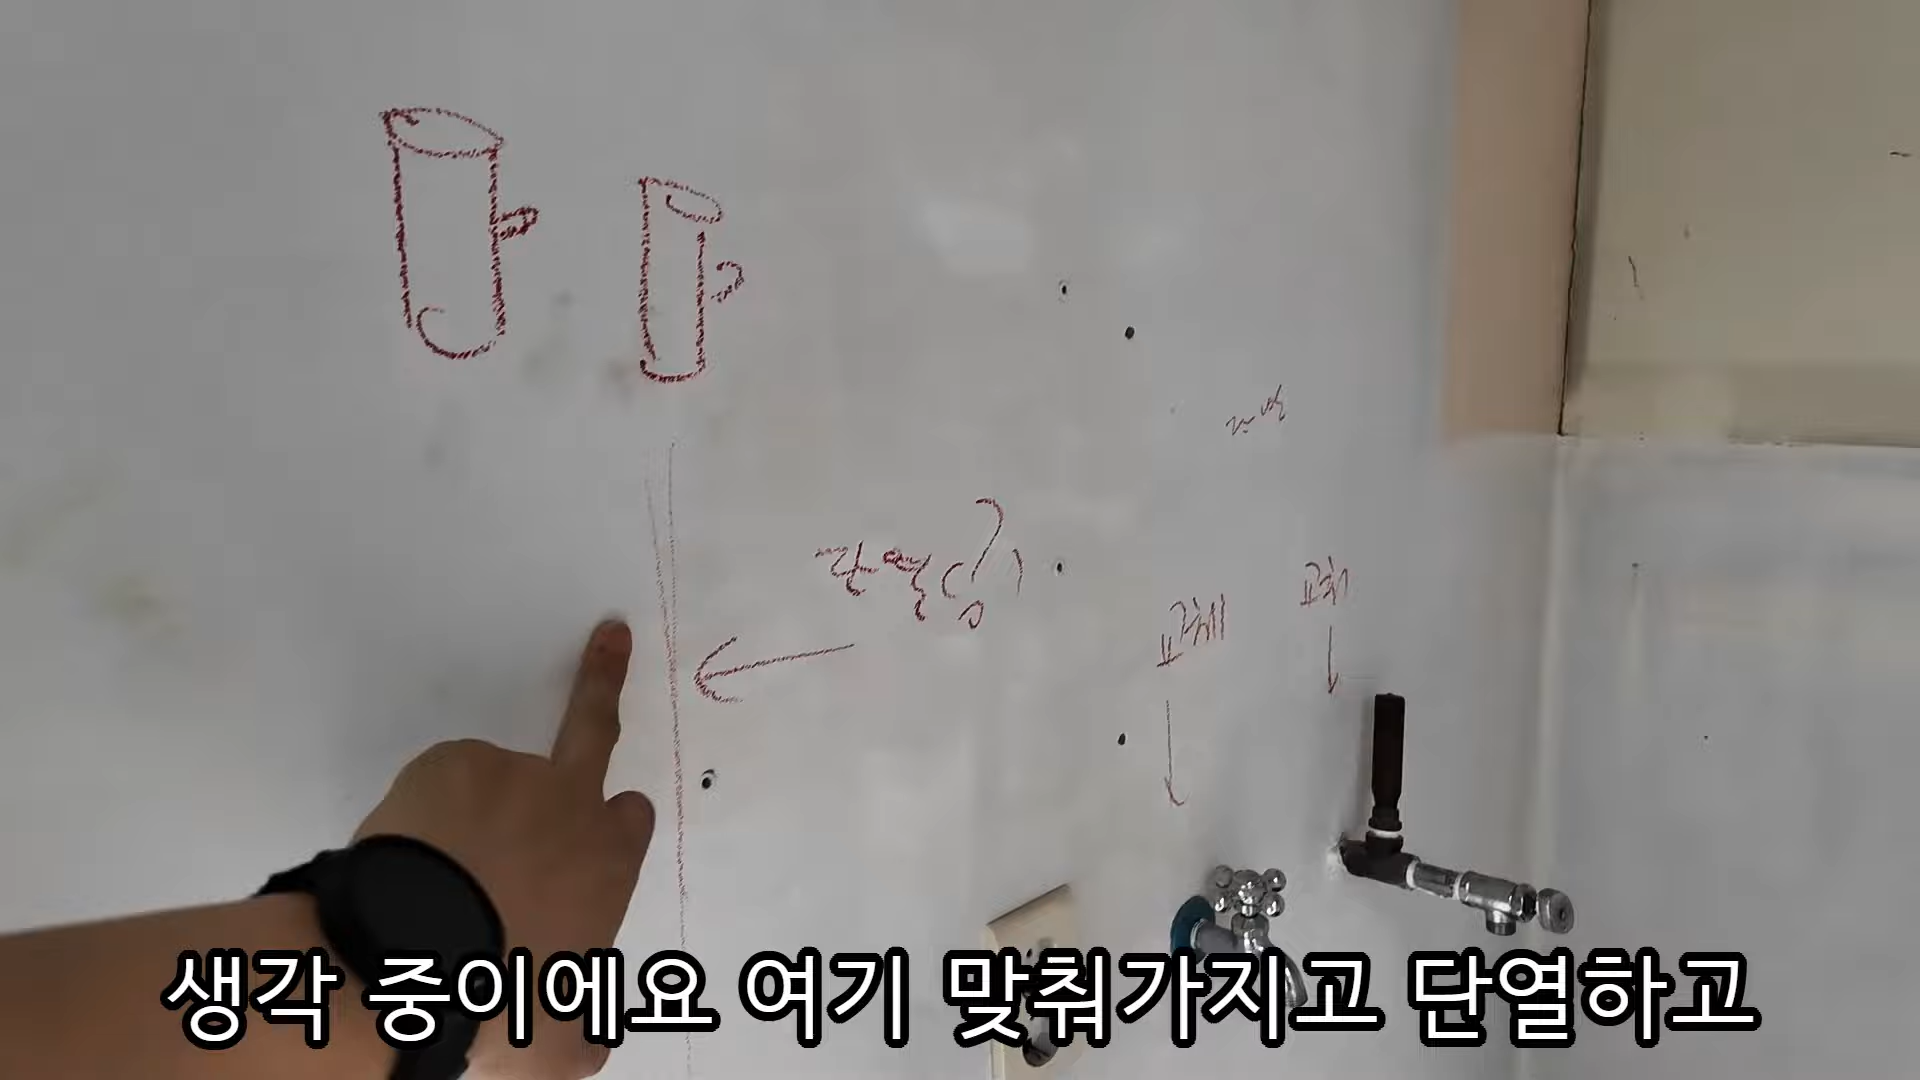 단열
교체
교체
생각 중이에요 여기 맞춰가지고 단열하고